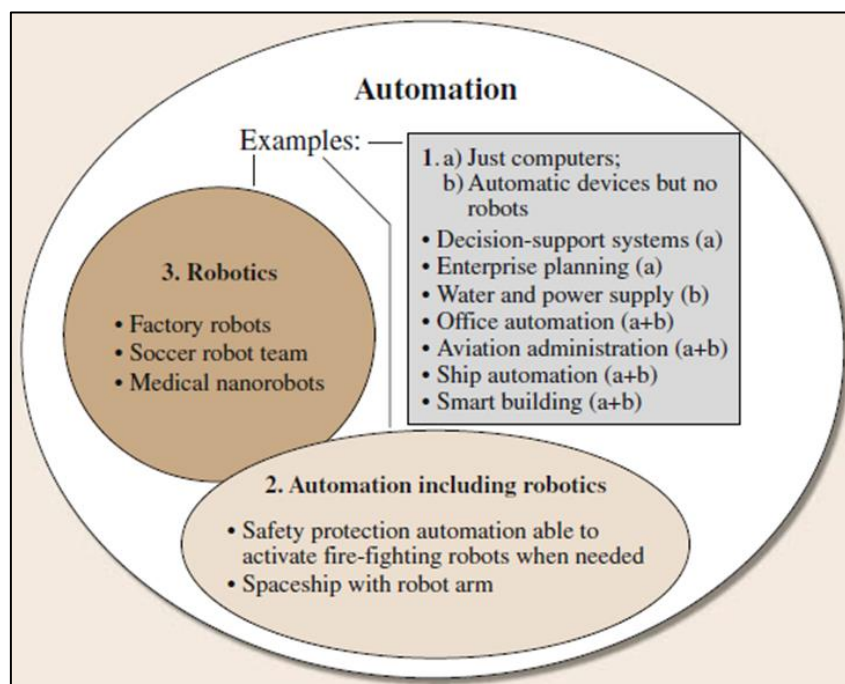 Automation
Examples:
1. a) Just computers;
b) Automatic devices but no
robots
• Decision-support systems (a)
• Enterprise planning (a)
• Water and power supply (b)
• Office automation (a+b)
• Aviation administration (a+b)
• Ship automation (a+b)
• Smart building (a+b)
3. Robotics
• Factory robots
• Soccer robot team
• Medical nanorobots
2. Automation including robotics
• Safety protection automation able to
activate fire-fighting robots when needed
• Spaceship with robot arm